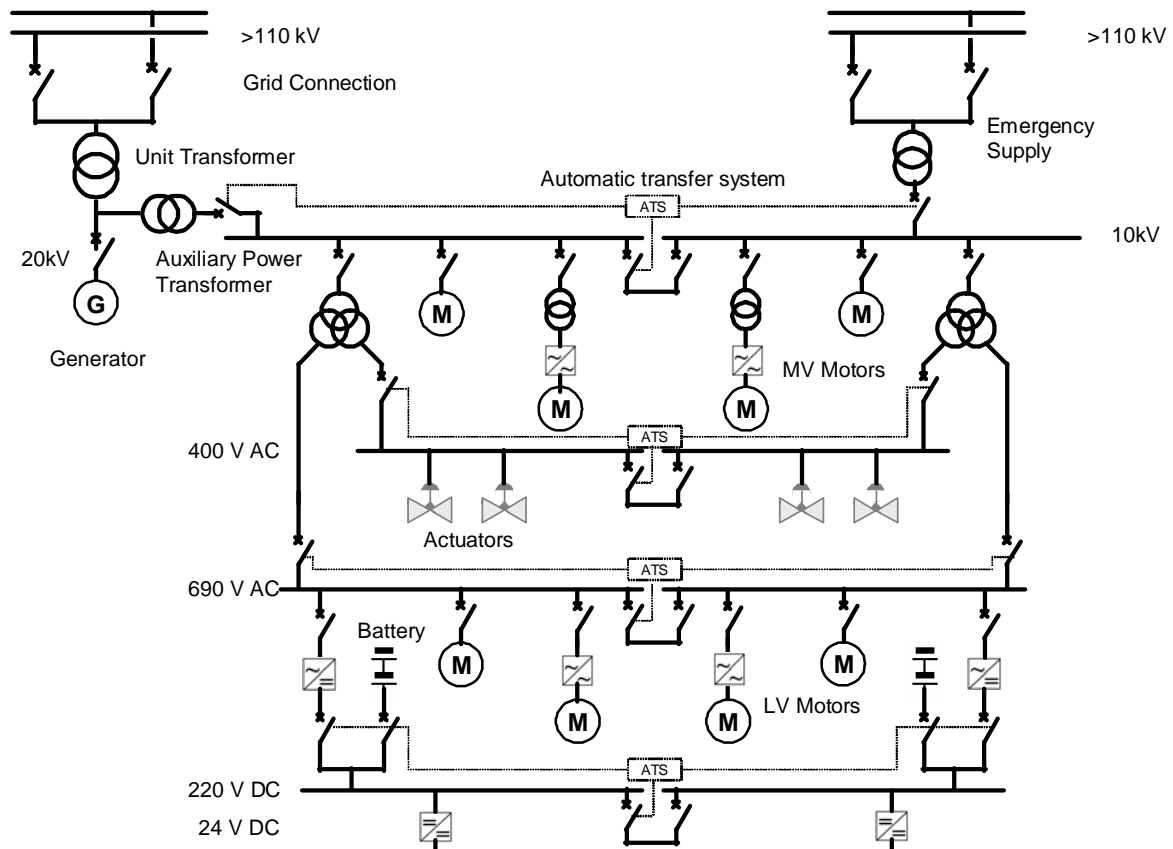 >110 kV
>110 kV
Grid Connection
Emergency
Supply
Unit Transformer
Automatic transfer system
ATS
20kV
Auxiliary Power
Transformer
10kV
G
M
M
Generator
MV Motors
M
M
400 V AC
ATS
Actuators
690 V AC
ATS
Battery
M
M
M
M
LV Motors
220 V DC
ATS
24 V DC